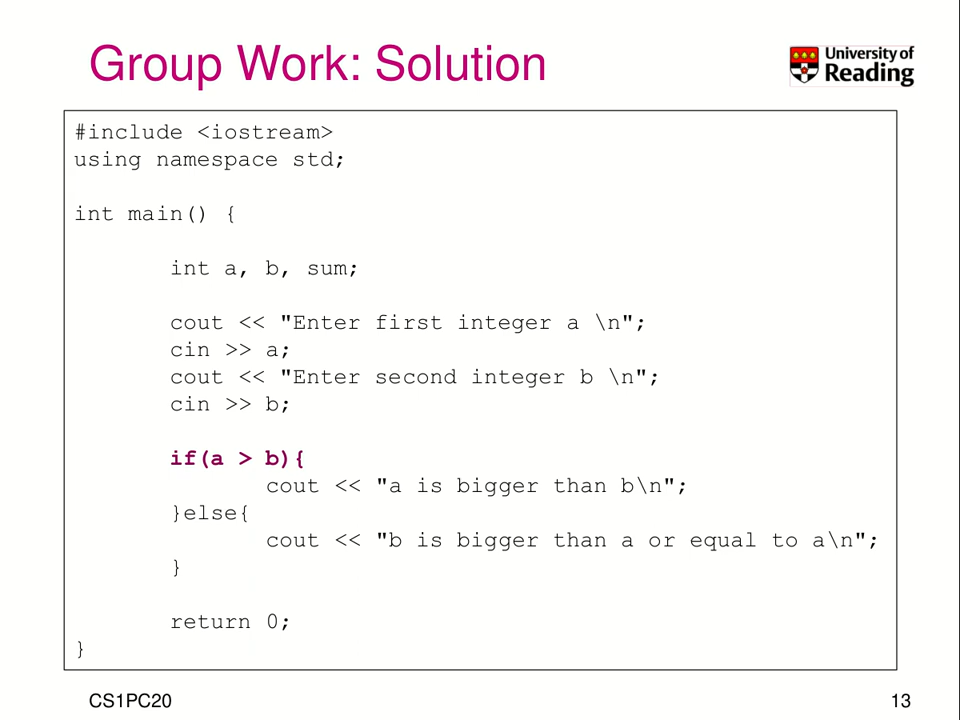 Group Work: Solution
University of
Reading
#include <iostream>
using namespace std;
int main() {
int a, b, sum;
cout << "Enter first integer a \n";
cin >> a;
cout << "Enter second integer b \n";
cin >> b;
if(a > b){
cout << "a is bigger than b\n";
}else{
cout << "b is bigger than a or equal to a\n";
}
return 0;
}
CS1PC20
13